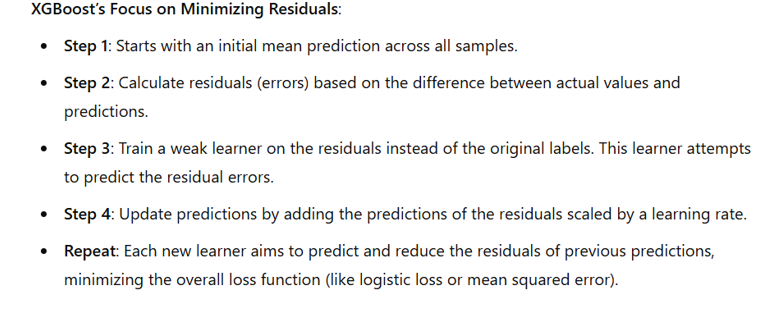 XGBoost's Focus on Minimizing Residuals:
• Step 1: Starts with an initial mean prediction across all samples.
• Step 2: Calculate residuals (errors) based on the difference between actual values and
predictions.
• Step 3: Train a weak learner on the residuals instead of the original labels. This learner attempts
to predict the residual errors.
• Step 4: Update predictions by adding the predictions of the residuals scaled by a learning rate.
• Repeat: Each new learner aims to predict and reduce the residuals of previous predictions,
minimizing the overall loss function (like logistic loss or mean squared error).